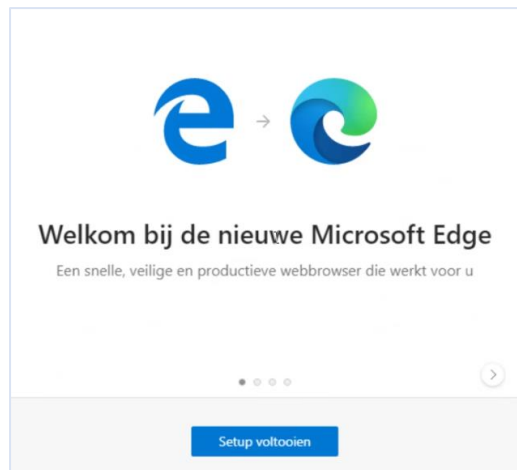 Welkom bij de nieuwe Microsoft Edge
Een snelle, veilige en productieve webbrowser die werkt voor u
Setup voltooien